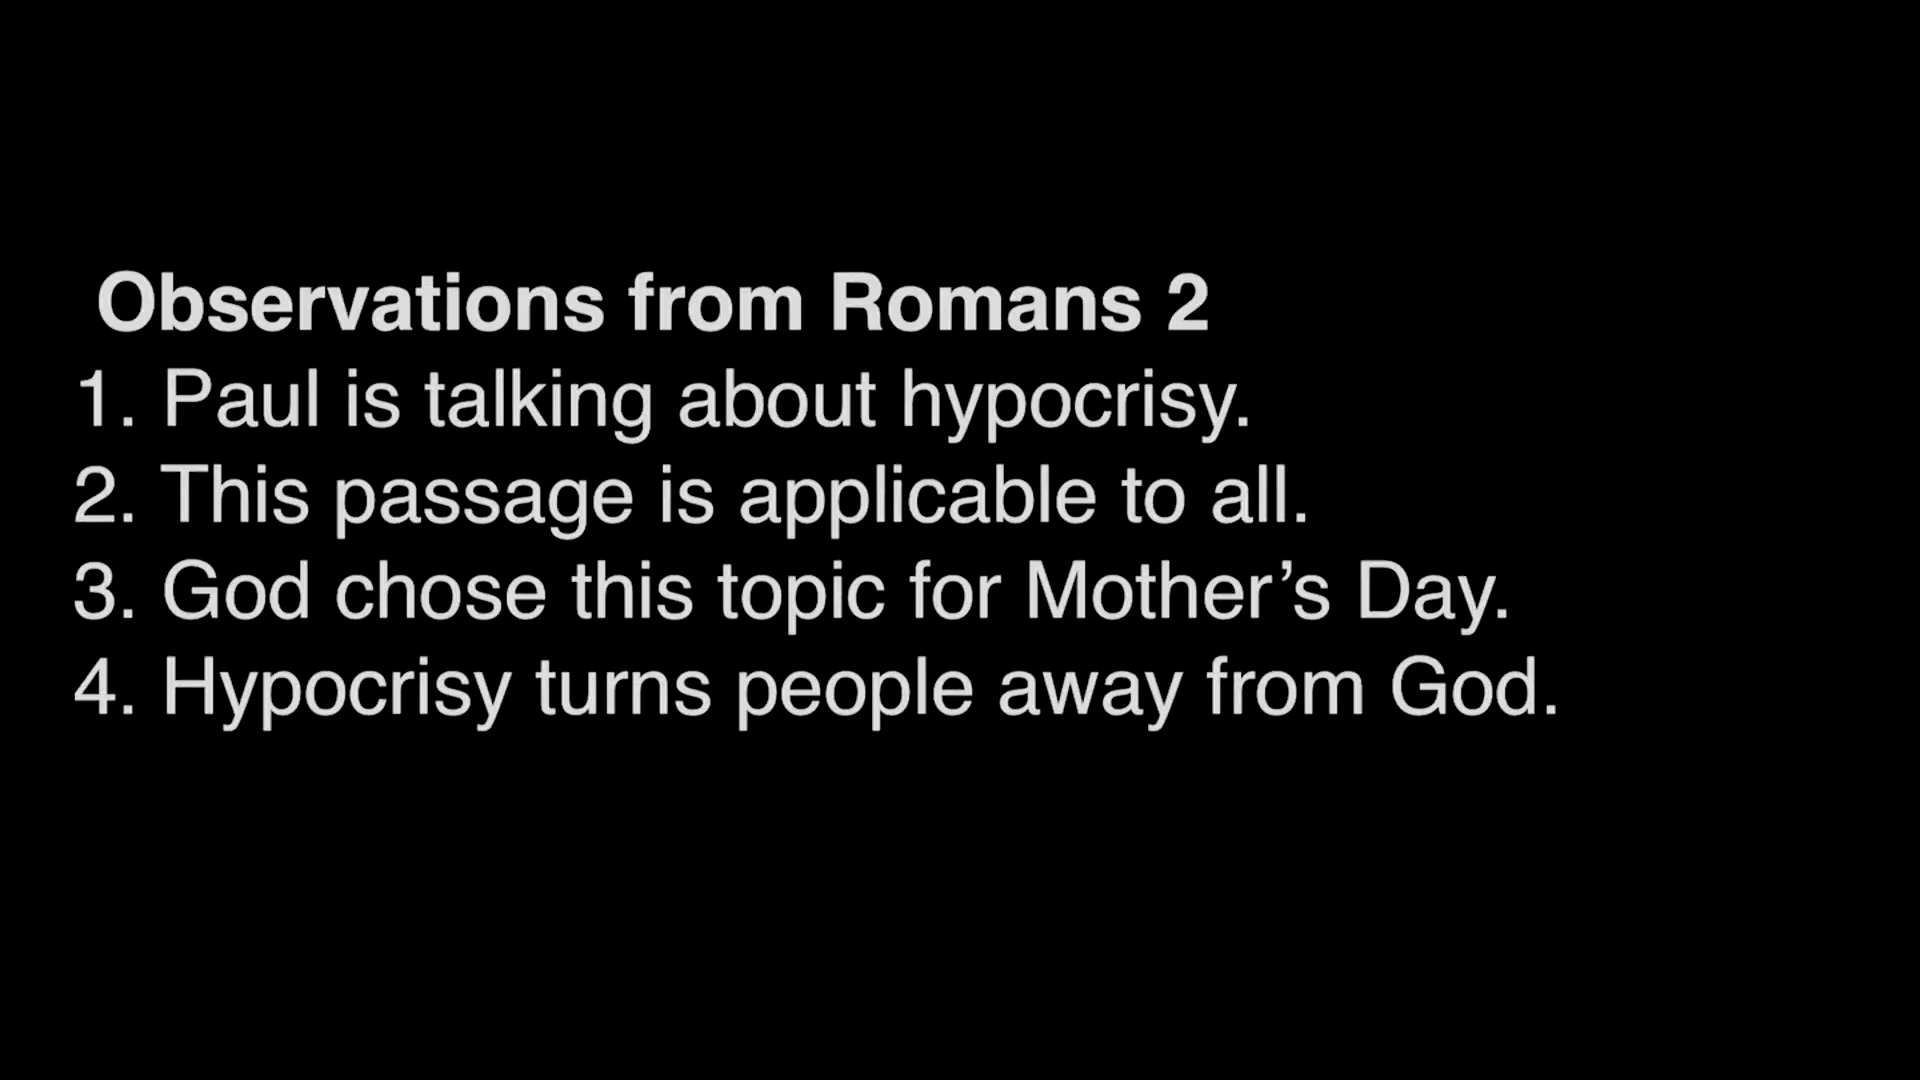 Observations from Romans 2
1. Paul is talking about hypocrisy.
2. This passage is applicable to all.
3. God chose this topic for Mother’s Day.
4. Hypocrisy turns people away from God.